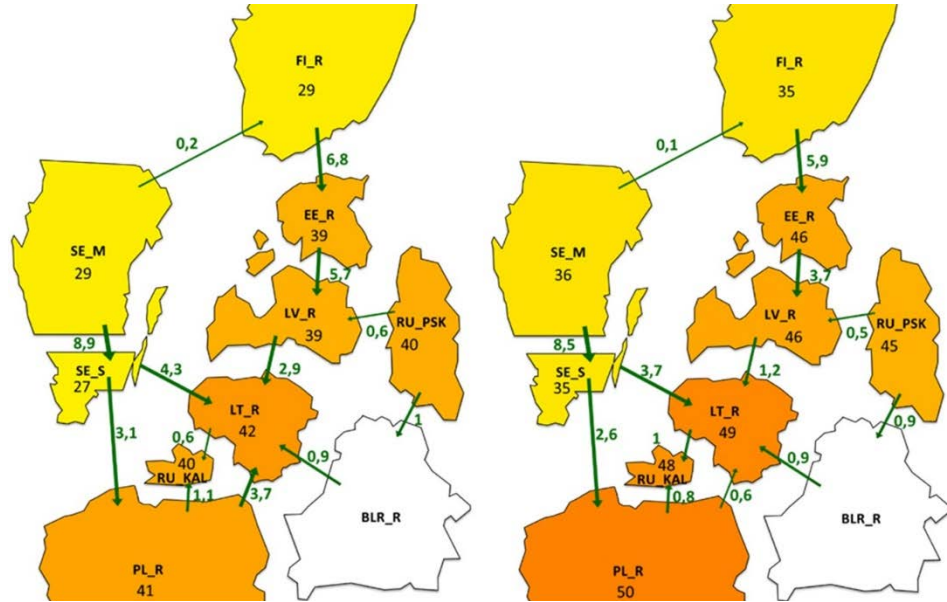 FI_R
29
0,2
6,8
EE_R
39
SE_M
29
5,7
LV_R
39
0,6
RU_PSK
40
8,9
SE_S
27
4,3
2,9
LT_R
42
1
3,1
0,6
40
RU_KAL
1,1
3,7
0,9
BLR_R
PL_R
41
FI_R
35
0,1
5,9
EE_R
46
SE_M
36
3,7
LV_R
46
0,5
RU_PSK
45
8,5
SE_S
35
3,7
1,2
LT_R
49
0,9
2,6
1
48
RU_KAL
0,8
0,6
0,9
BLR_R
PL_R
50